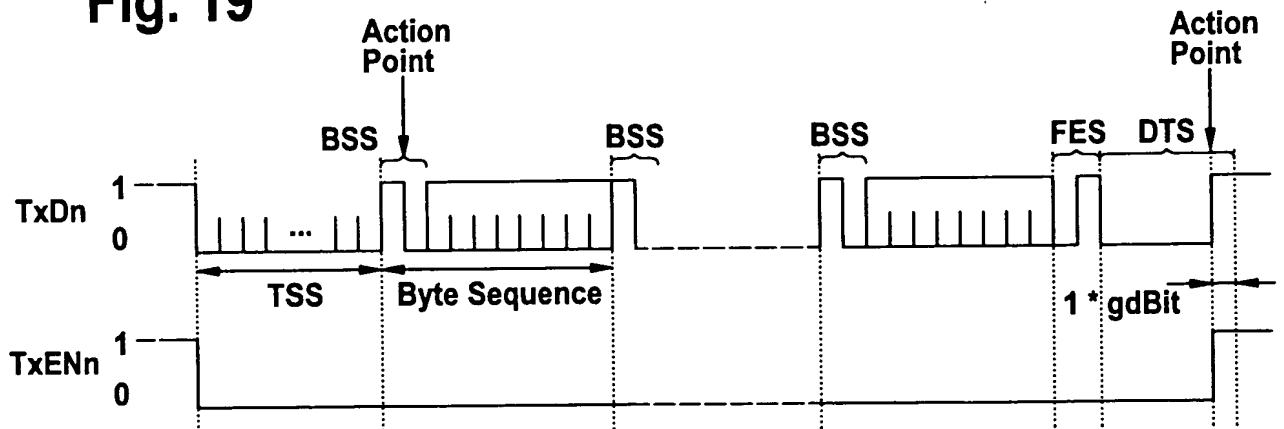 Fig. 19
Action
Point
Action
Point
BSS
BSS
BSS
FES
DTS
TxDn
1
0
...
TSS
Byte Sequence
1 * gdBit
TxENn
1
0